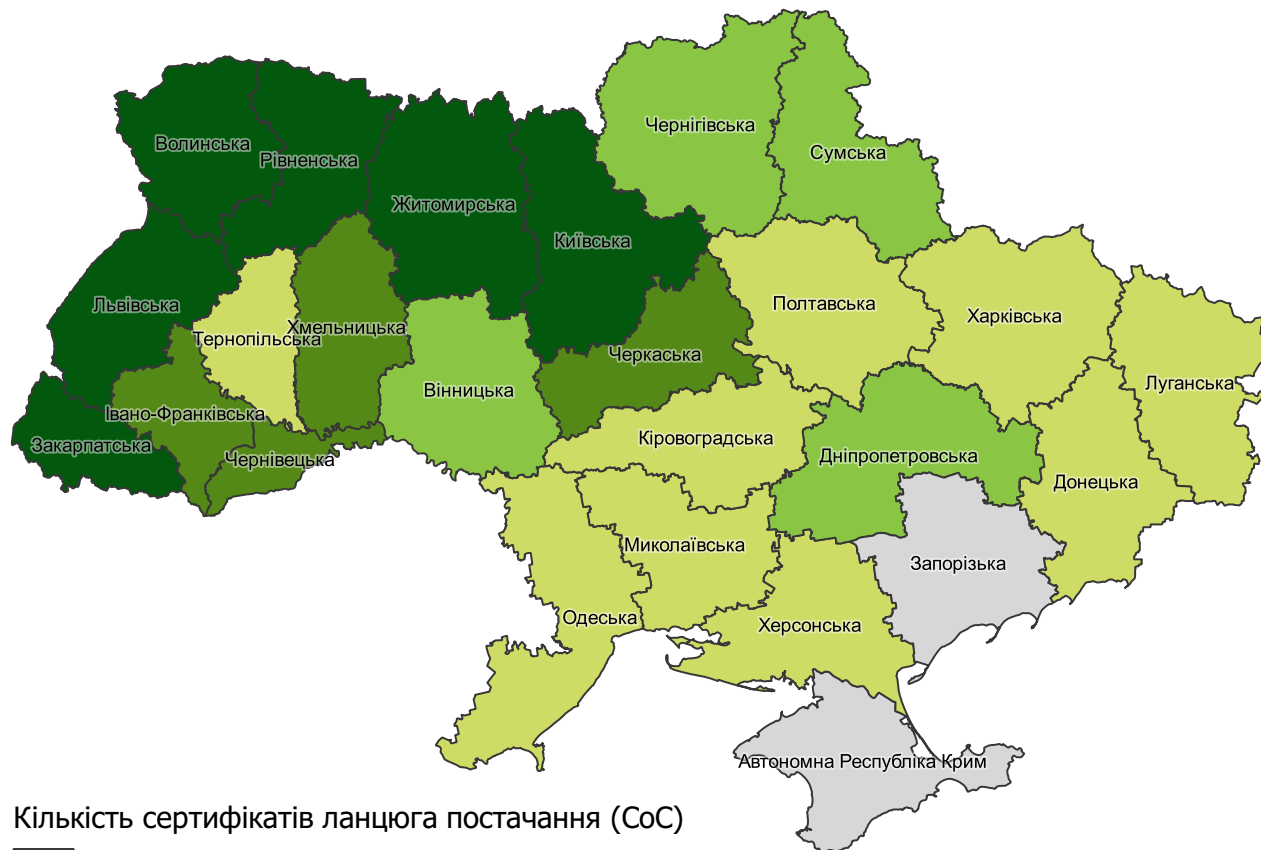 Чернігівська
Волинська
Сумська
Рівненська
Житомирська
Київська
Львівська
Полтавська
Харківська
Хмельницька
Тернопільська
Черкаська
Луганська
Вінницька
Івано-Франківська
Кіровоградська
Закарпатська
Чернівецька
Дніпропетровська
Донецька
Миколаївська
Запорізька
Одеська
Херсонська
Автономна Республіка Крим
Кількість сертифікатів ланцюга постачання (CoC)